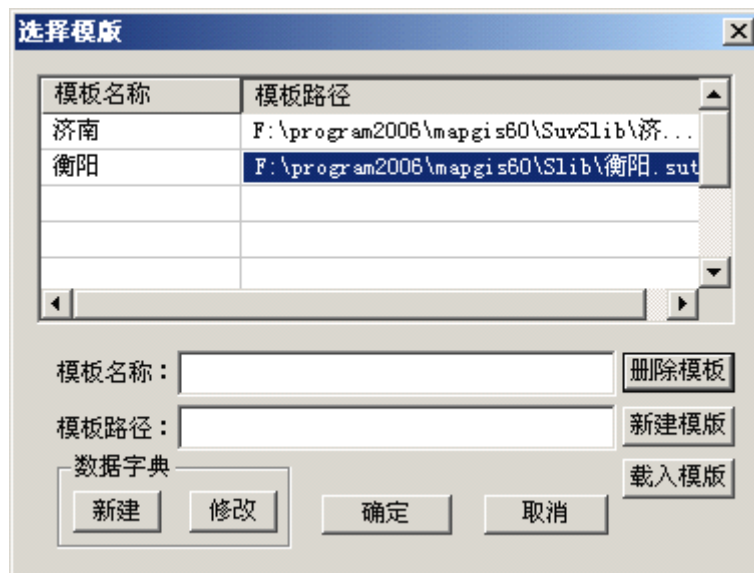 选择模版
模板名称 模板路径
济南 F:\program2006\mapgis60\SuvSlib\济...
衡阳 F:\program2006\mapgis60\Slib\衡阳.sut
模板名称： 删除模板
模板路径： 新建模版
数据字典 载入模版
新建 修改 确定 取消